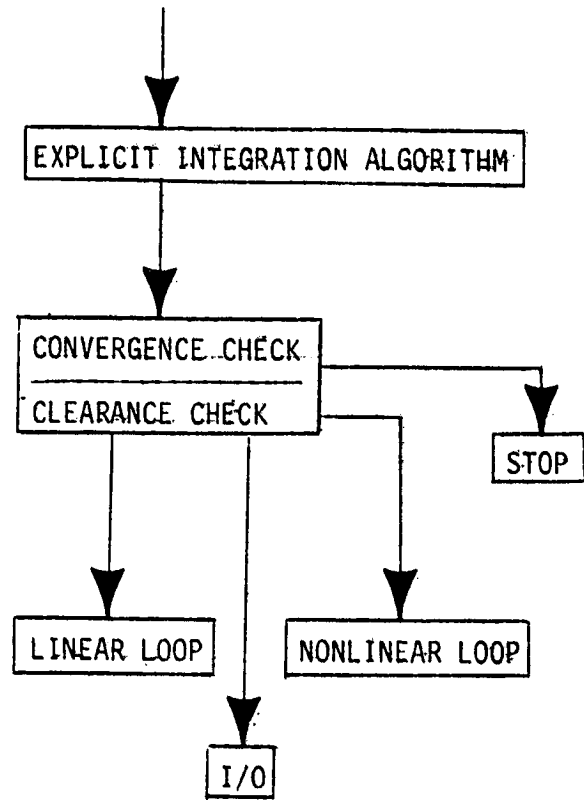 EXPLICIT INTEGRATION ALGORITHM
CONVERGENCE CHECK
CLEARANCE CHECK
STOP
LINEAR LOOP
NONLINEAR LOOP
I/O